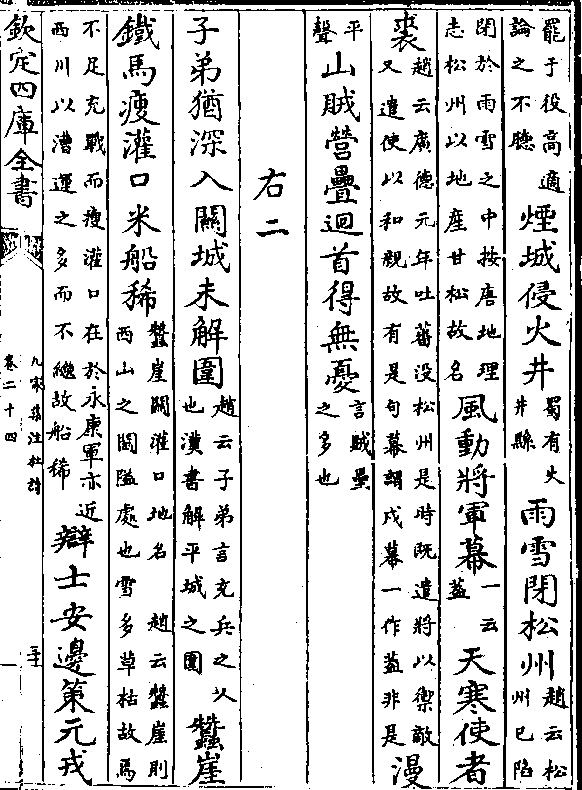 罷于役高適論之不聽煙城侵火井蜀有火井縣雨雪閉松州趙云松州已陷
閉於雨雪之中按唐地理志松州以地產甘松故名風動將軍幕一云蓋天寒使者
裘趙云廣德元年吐蕃没松州是時既遣將以禦敵又遣使以和親故有是句幕謂戍幕一作蓋非是漫
平聲山賊營壘迴首得無憂言賊壘之多也
右二
子弟猶深入關城未解圍趙云子弟言充兵之人也漢書解平城之圍蠶崖
鐵馬瘦灌口米船稀蠶崖關灌口地名 趙云蠶崖則西山之關隘處也雪多草枯故馬
不足充戰而瘦灌口在於永康軍亦近西川以漕運之多而不繼故船稀辯士安邊策元戎
欽定四庫全書
九家集注杜詩
卷二十四